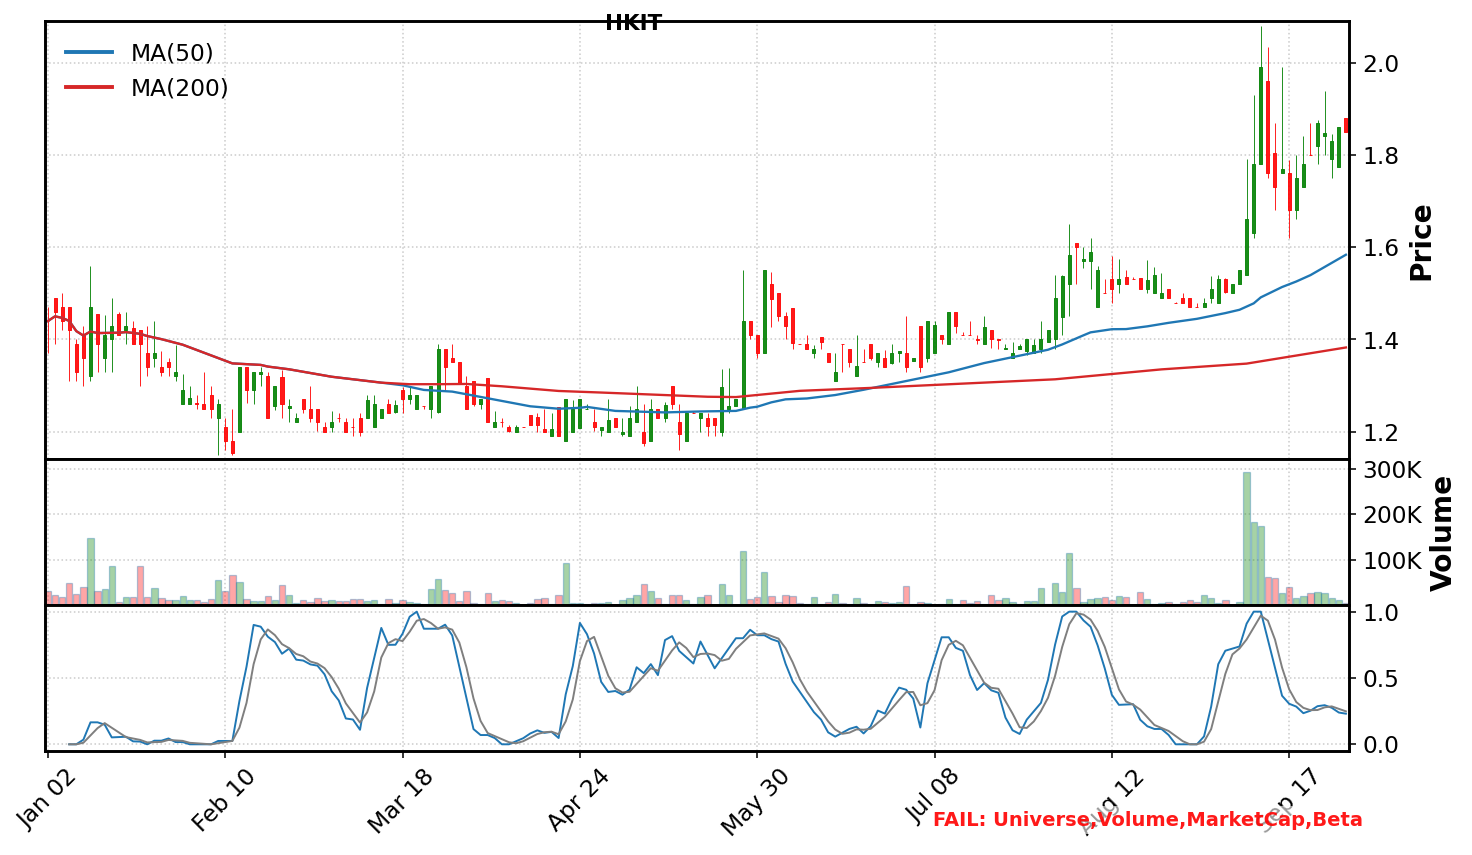 HKIT
MA(50)
MA(200)
2.0
1.8
1.6
1.4
1.2
Price
300K
200K
100K
Volume
1.0
0.5
0.0
Jan 02
Feb 10
Mar 18
Apr 24
May 30
Jul 08
Aug 12
Sep 17
FAIL: Universe,Volume,MarketCap,Beta